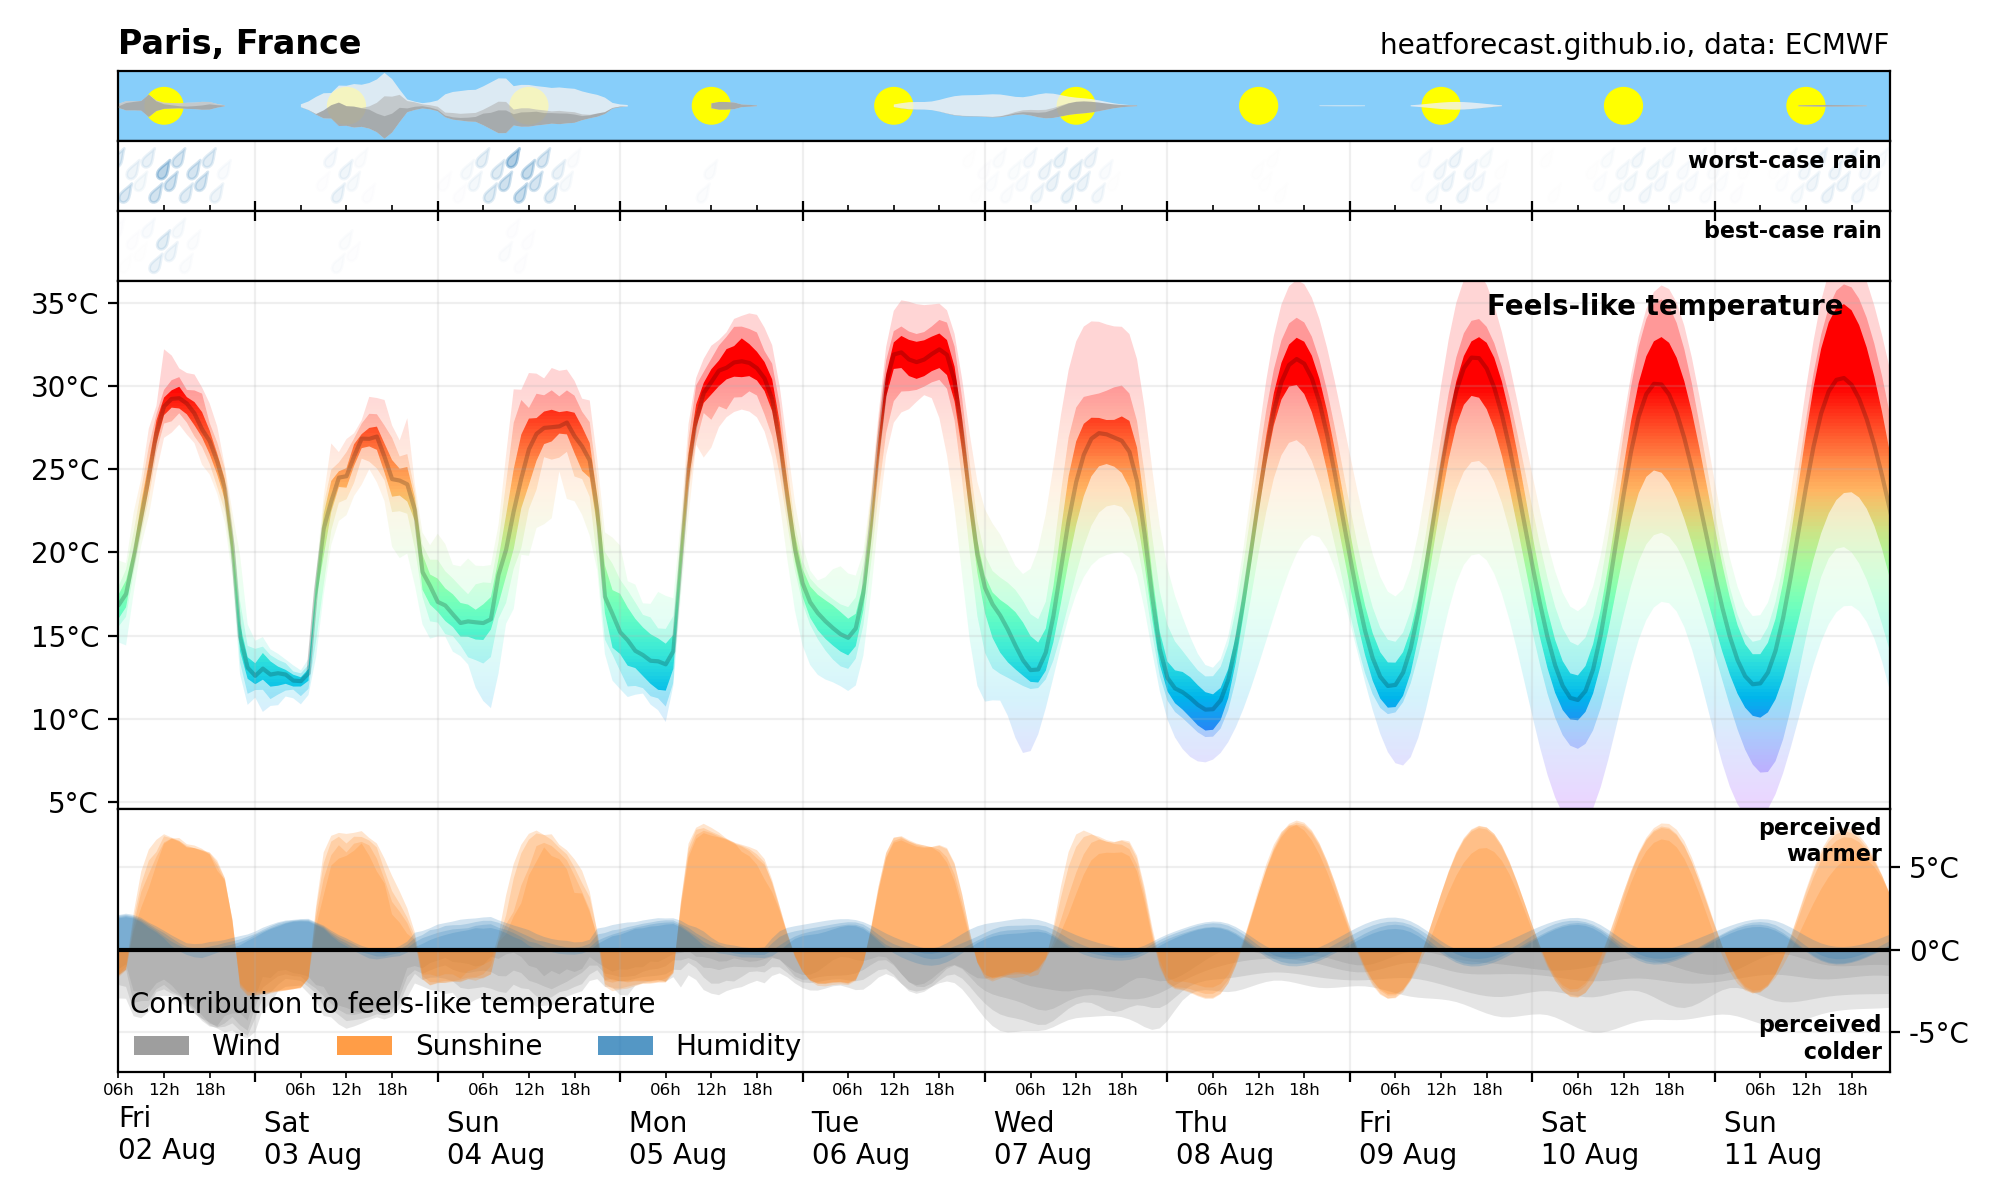 Paris, France
heatforecast.github.io, data: ECMWF
worst-case rain
best-case rain
Feels-like temperature
35°C
30°C
25°C
20°C
15°C
10°C
5°C
perceived
warmer
5°C
0°C
-5°C
perceived
colder
Contribution to feels-like temperature
Wind Sunshine Humidity
06h 12h 18h 06h 12h 18h 06h 12h 18h 06h 12h 18h 06h 12h 18h 06h 12h 18h 06h 12h 18h 06h 12h 18h 06h 12h 18h 06h 12h 18h
Fri Sat Sun Mon Tue Wed Thu Fri Sat Sun
02 Aug 03 Aug 04 Aug 05 Aug 06 Aug 07 Aug 08 Aug 09 Aug 10 Aug 11 Aug